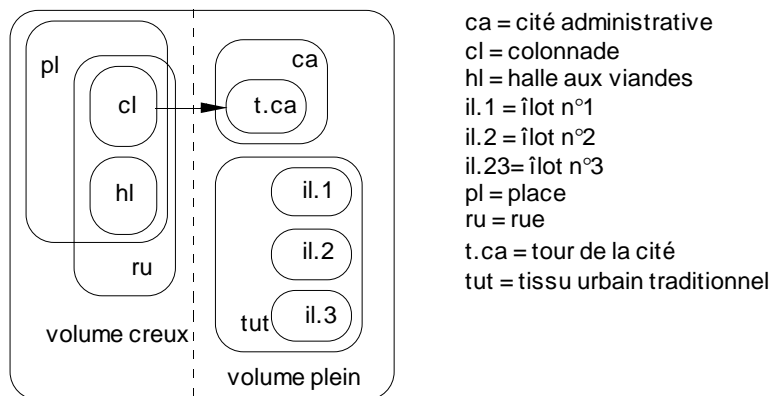 pl
cl
hl
ru
volume creux
ca
t.ca
il.1
il.2
il.3
tut
volume plein
ca = cité administrative
cl = colonnade
hl = halle aux viandes
il.1 = îlot n°1
il.2 = îlot n°2
il.23= îlot n°3
pl = place
ru = rue
t.ca = tour de la cité
tut = tissu urbain traditionnel